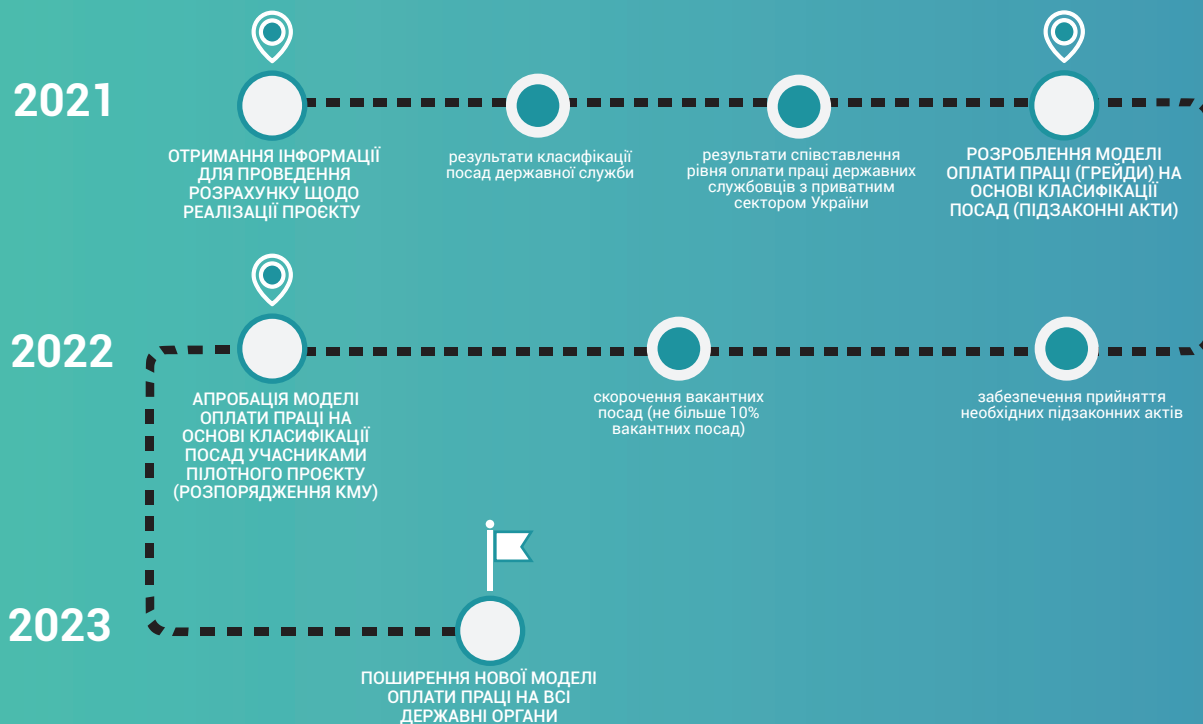 2021
ОТРИМАННЯ ІНФОРМАЦІЇ
ДЛЯ ПРОВЕДЕННЯ
РОЗРАХУНКУ ЩОДО
РЕАЛІЗАЦІЇ ПРОЄКТУ
результати класифікації
посад державної служби
результати співставлення
рівня оплати праці державних
службовців з приватним
сектором України
РОЗРОБЛЕННЯ МОДЕЛІ
ОПЛАТИ ПРАЦІ (ГРЕЙДИ) НА
ОСНОВІ КЛАСИФІКАЦІЇ
ПОСАД (ПІДЗАКОННІ АКТИ)
2022
АПРОБАЦІЯ МОДЕЛІ
ОПЛАТИ ПРАЦІ НА
ОСНОВІ КЛАСИФІКАЦІЇ
ПОСАД УЧАСНИКАМИ
ПІЛОТНОГО ПРОЄКТУ
(РОЗПОРЯДЖЕННЯ КМУ)
скорочення вакантних
посад (не більше 10%
вакантних посад)
забезпечення прийняття
необхідних підзаконних актів
2023
ПОШИРЕННЯ НОВОЇ МОДЕЛІ
ОПЛАТИ ПРАЦІ НА ВСІ
ДЕРЖАВНІ ОРГАНИ